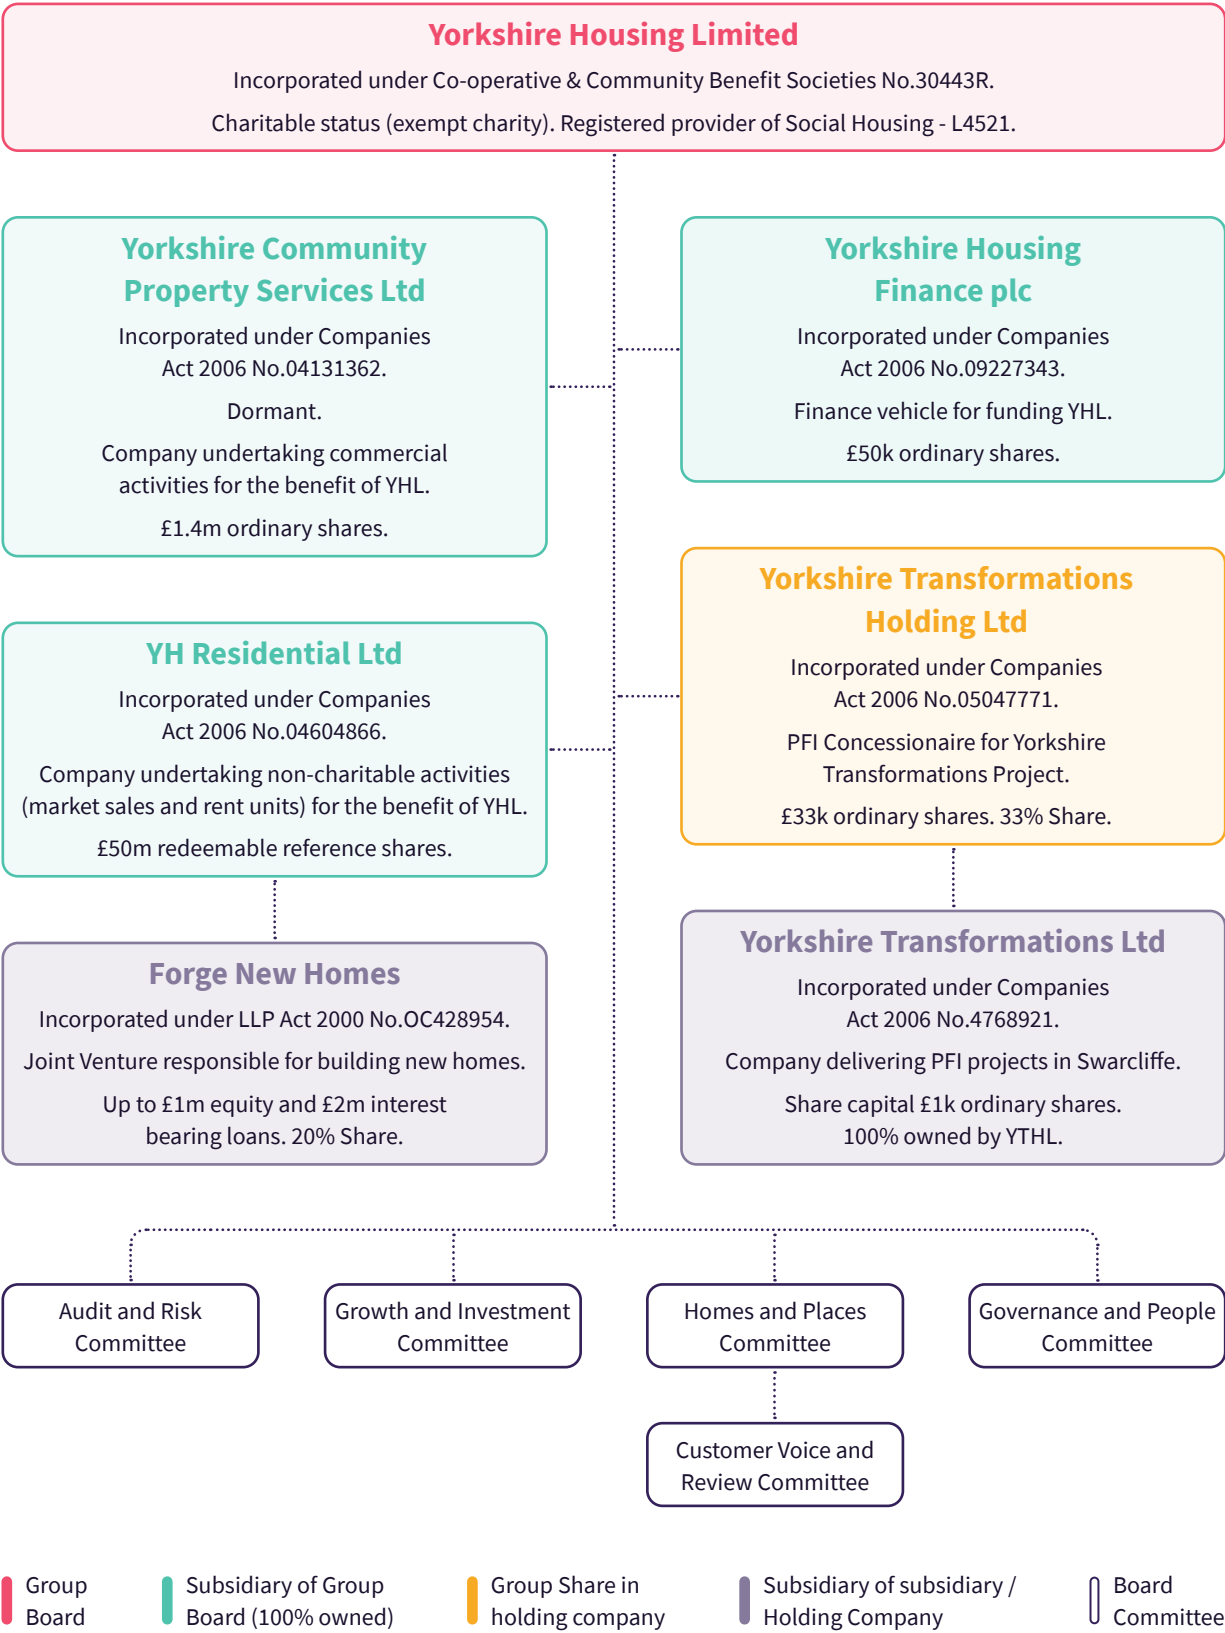 Yorkshire Housing Limited
Incorporated under Co-operative & Community Benefit Societies No.30443R.
Charitable status (exempt charity). Registered provider of Social Housing - L4521.
Yorkshire Community
Property Services Ltd
Incorporated under Companies
Act 2006 No.04131362.
Dormant.
Company undertaking commercial
activities for the benefit of YHL.
£1.4m ordinary shares.
Yorkshire Housing
Finance plc
Incorporated under Companies
Act 2006 No.09227343.
Finance vehicle for funding YHL.
£50k ordinary shares.
YH Residential Ltd
Incorporated under Companies
Act 2006 No.04604866.
Company undertaking non-charitable activities
(market sales and rent units) for the benefit of YHL.
£50m redeemable reference shares.
Yorkshire Transformations
Holding Ltd
Incorporated under Companies
Act 2006 No.05047771.
PFI Concessionaire for Yorkshire
Transformations Project.
£33k ordinary shares. 33% Share.
Forge New Homes
Incorporated under LLP Act 2000 No.OC428954.
Joint Venture responsible for building new homes.
Up to £1m equity and £2m interest
bearing loans. 20% Share.
Yorkshire Transformations Ltd
Incorporated under Companies
Act 2006 No.4768921.
Company delivering PFI projects in Swarcliffe.
Share capital £1k ordinary shares.
100% owned by YTHL.
Audit and Risk
Committee
Growth and Investment
Committee
Homes and Places
Committee
Governance and People
Committee
Customer Voice and
Review Committee
Group
Board
Subsidiary of Group
Board (100% owned)
Group Share in
holding company
Subsidiary of subsidiary /
Holding Company
Board
Committee